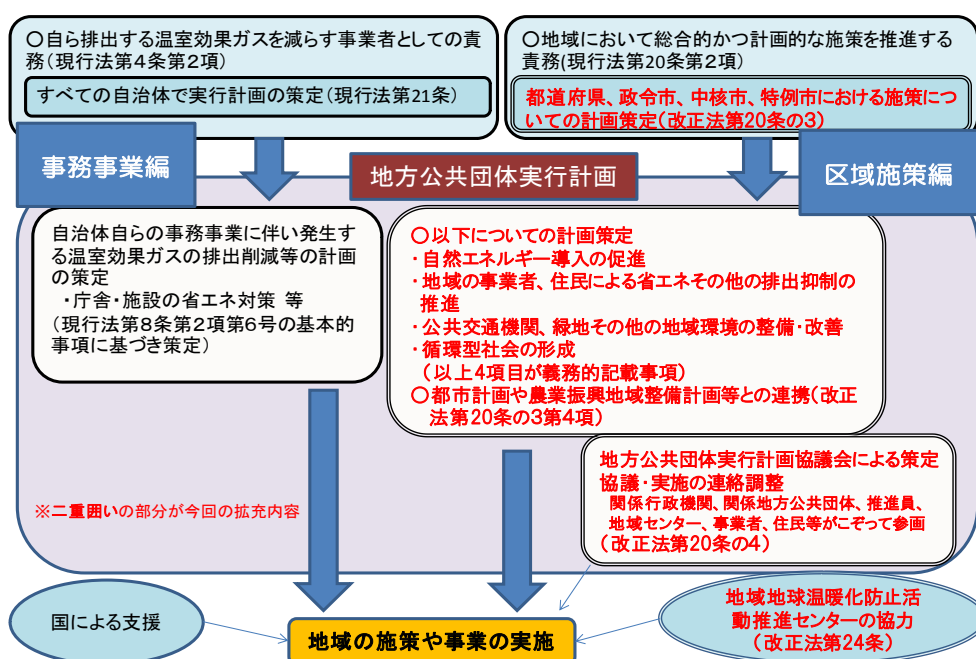 〇自ら排出する温室効果ガスを減らす事業者としての責
務(現行法第4条第2項)
すべての自治体で実行計画の策定(現行法第21条)
〇地域において総合的かつ計画的な施策を推進する
責務(現行法第20条第2項)
都道府県、政令市、中核市、特例市における施策につ
いての計画策定(改正法第20条の3)
事務事業編
地方公共団体実行計画
区域施策編
自治体自らの事務事業に伴い発生す
る温室効果ガスの排出削減等の計画
の策定
・庁舎・施設の省エネ対策 等
(現行法第8条第2項第6号の基本的
事項に基づき策定)
〇以下についての計画策定
・自然エネルギー導入の促進
・地域の事業者、住民による省エネその他の排出抑制の
推進
・公共交通機関、緑地その他の地域環境の整備・改善
・循環型社会の形成
(以上4項目が義務的記載事項)
〇都市計画や農業振興地域整備計画等との連携(改正
法第20条の3第4項)
地方公共団体実行計画協議会による策定
協議・実施の連絡調整
関係行政機関、関係地方公共団体、推進員、
地域センター、事業者、住民等がこぞって参画
(改正法第20条の4)
※二重囲いの部分が今回の拡充内容
国による支援
地域の施策や事業の実施
地域地球温暖化防止活
動推進センターの協力
(改正法第24条)